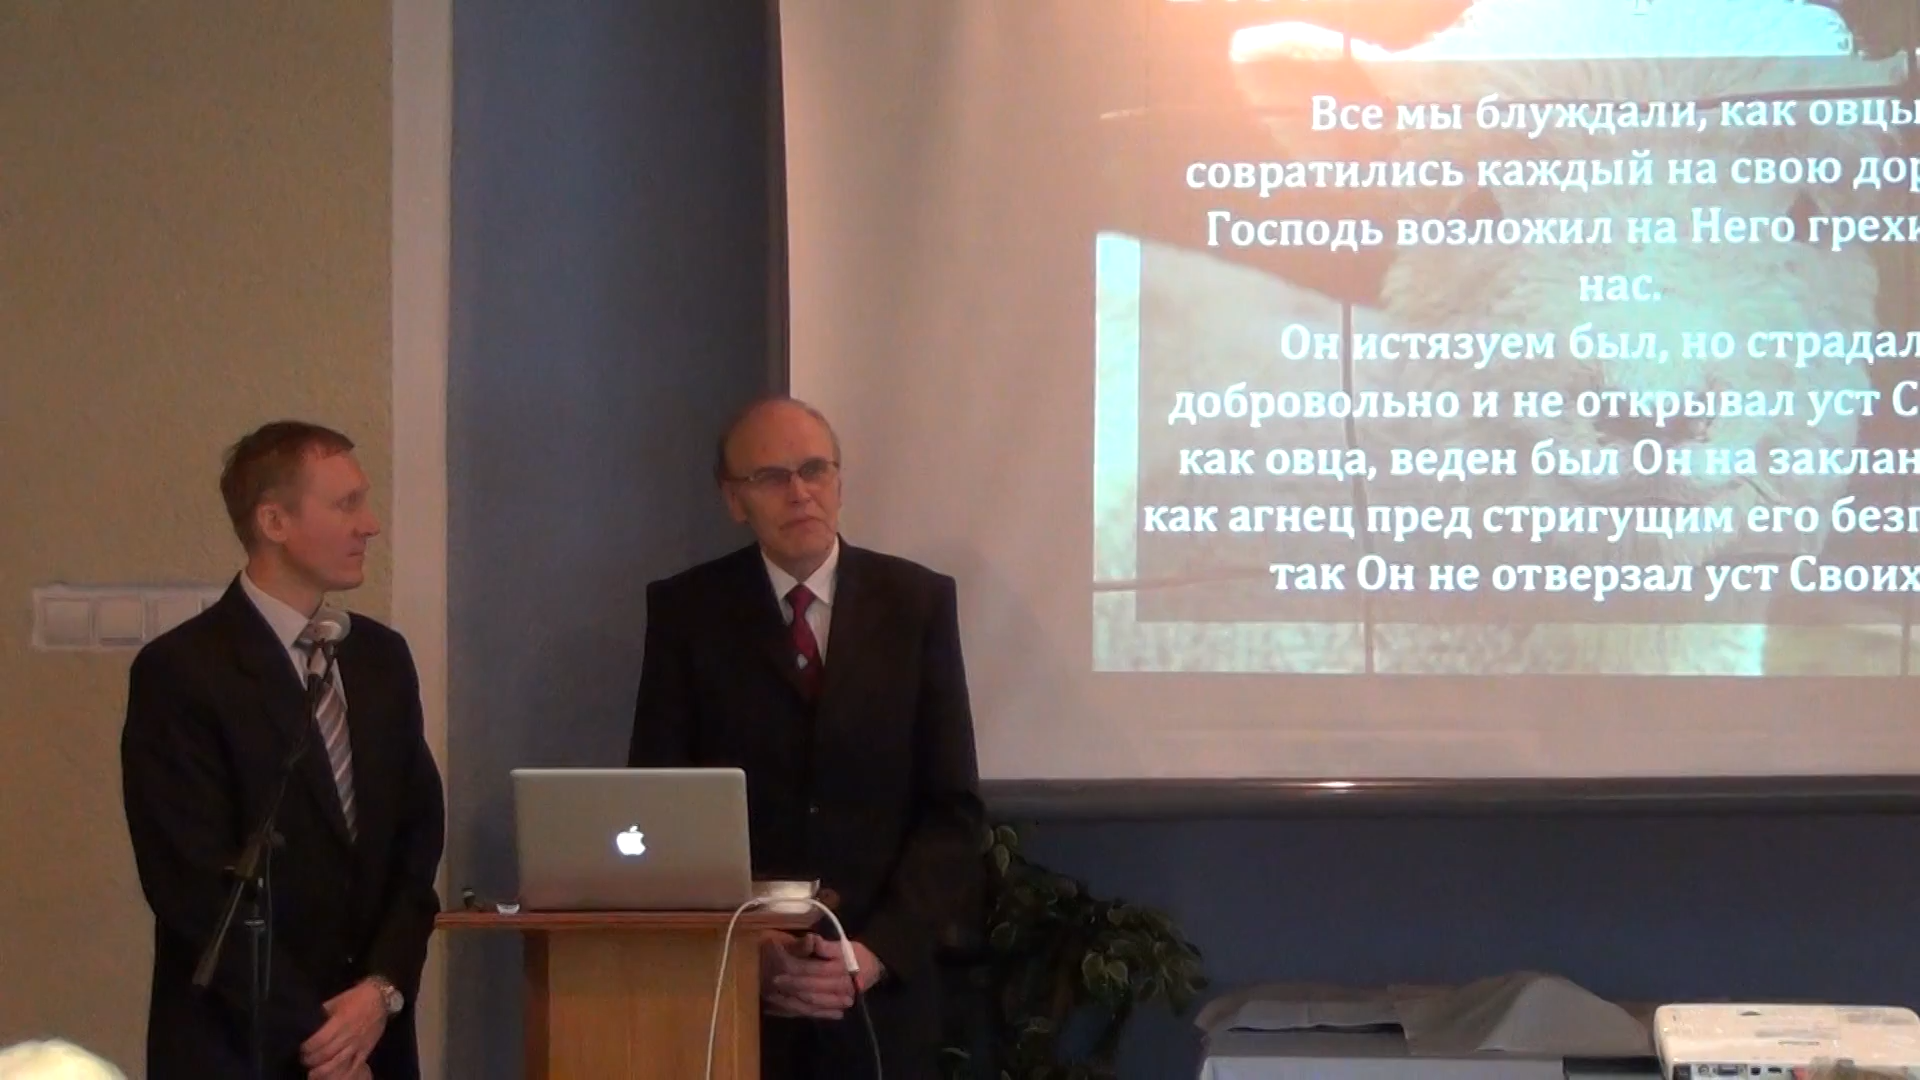 Все мы блуждали, как овцы
совратились каждый на свою дор
Господь возложил на Него грехи
нас.
Он истязуем был, но страдал
добровольно и не открывал уст С
как овца, веден был Он на заклан
как агнец пред стригущим его безг
так Он не отверзал уст Своих